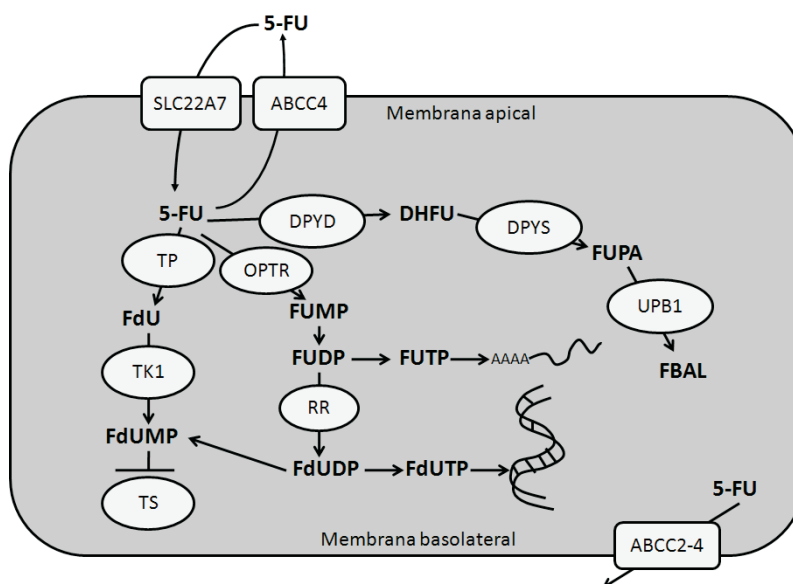 5-FU
SLC22A7
ABCC4
Membrana apical
5-FU
DPYD
DHFU
DPYS
FUPA
TP
OPTR
UPB1
FdU
FUMP
FUDP
FUTP
AAAA
FBAL
TK1
RR
FdUMP
FdUDP
FdUTP
TS
5-FU
Membrana basolateral
ABCC2-4